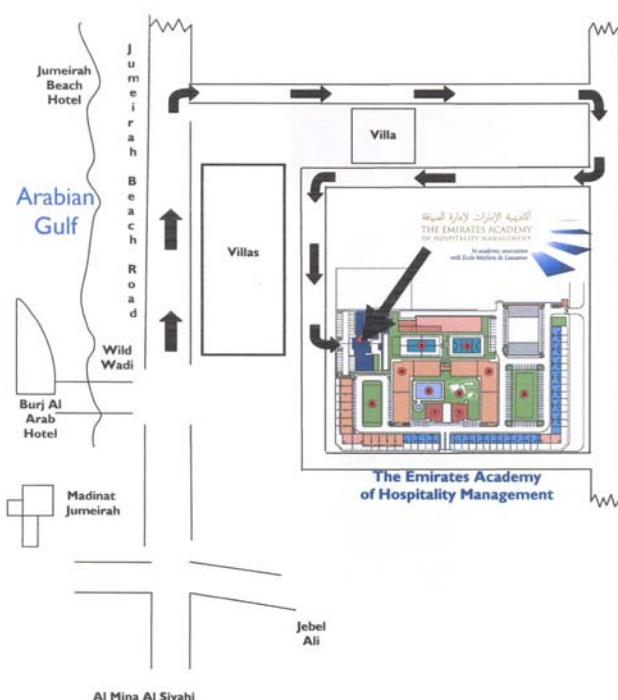 Jumeirah
Beach
Hotel
Jumeirah Beach Road
Villa
Arabian
Gulf
Villas
أكاديمية الإمارات لإدارة الضيافة
THE EMIRATES ACADEMY
OF HOSPITALITY MANAGEMENT
In academic association
with École hôtelière de Lausanne
Wild
Wadi
Burj Al
Arab
Hotel
The Emirates Academy
of Hospitality Management
Madinat
Jumeirah
Jebel
Ali
Al Mina Al Siyahi